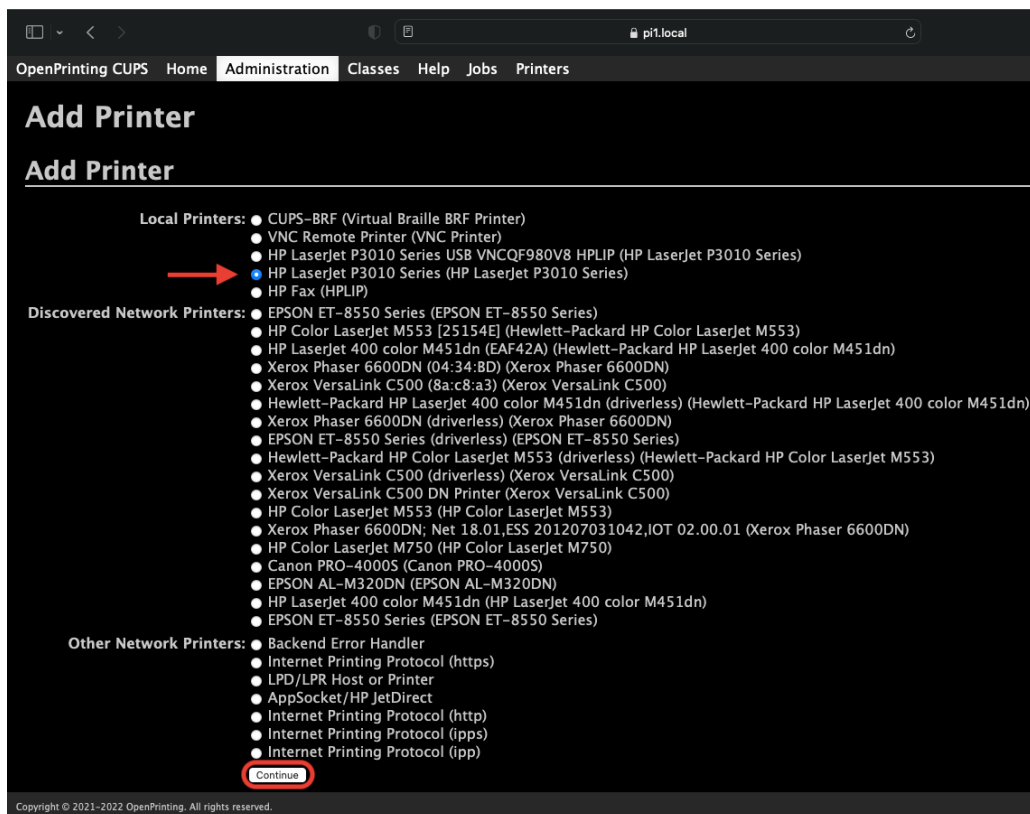 pi1.local
OpenPrinting CUPS Home Administration Classes Help Jobs Printers
Add Printer
Add Printer
Local Printers: CUPS-BRF (Virtual Braille BRF Printer)
VNC Remote Printer (VNC Printer)
HP LaserJet P3010 Series USB VNCQF980V8 HPLIP (HP LaserJet P3010 Series)
HP LaserJet P3010 Series (HP LaserJet P3010 Series)
HP Fax (HPLIP)
Discovered Network Printers: EPSON ET-8550 Series (EPSON ET-8550 Series)
HP Color LaserJet M553 [25154E] (Hewlett-Packard HP Color LaserJet M553)
HP LaserJet 400 color M451dn (EAF42A) (Hewlett-Packard HP LaserJet 400 color M451dn)
Xerox Phaser 6600DN (04:34:BD) (Xerox Phaser 6600DN)
Xerox VersaLink C500 (8a:c8:a3) (Xerox VersaLink C500)
Hewlett-Packard HP LaserJet 400 color M451dn (driverless) (Hewlett-Packard HP LaserJet 400 color M451dn)
Xerox Phaser 6600DN (driverless) (Xerox Phaser 6600DN)
EPSON ET-8550 Series (driverless) (EPSON ET-8550 Series)
Hewlett-Packard HP Color LaserJet M553 (driverless) (Hewlett-Packard HP Color LaserJet M553)
Xerox VersaLink C500 (driverless) (Xerox VersaLink C500)
Xerox VersaLink C500 DN Printer (Xerox VersaLink C500)
HP Color LaserJet M553 (HP Color LaserJet M553)
Xerox Phaser 6600DN; Net 18.01,ESS 201207031042,IOT 02.00.01 (Xerox Phaser 6600DN)
HP Color LaserJet M750 (HP Color LaserJet M750)
Canon PRO-4000S (Canon PRO-4000S)
EPSON AL-M320DN (EPSON AL-M320DN)
HP LaserJet 400 color M451dn (HP LaserJet 400 color M451dn)
EPSON ET-8550 Series (EPSON ET-8550 Series)
Other Network Printers: Backend Error Handler
Internet Printing Protocol (https)
LPD/LPR Host or Printer
AppSocket/HP JetDirect
Internet Printing Protocol (http)
Internet Printing Protocol (ipps)
Internet Printing Protocol (ipp)
Continue
Copyright © 2021-2022 OpenPrinting. All rights reserved.